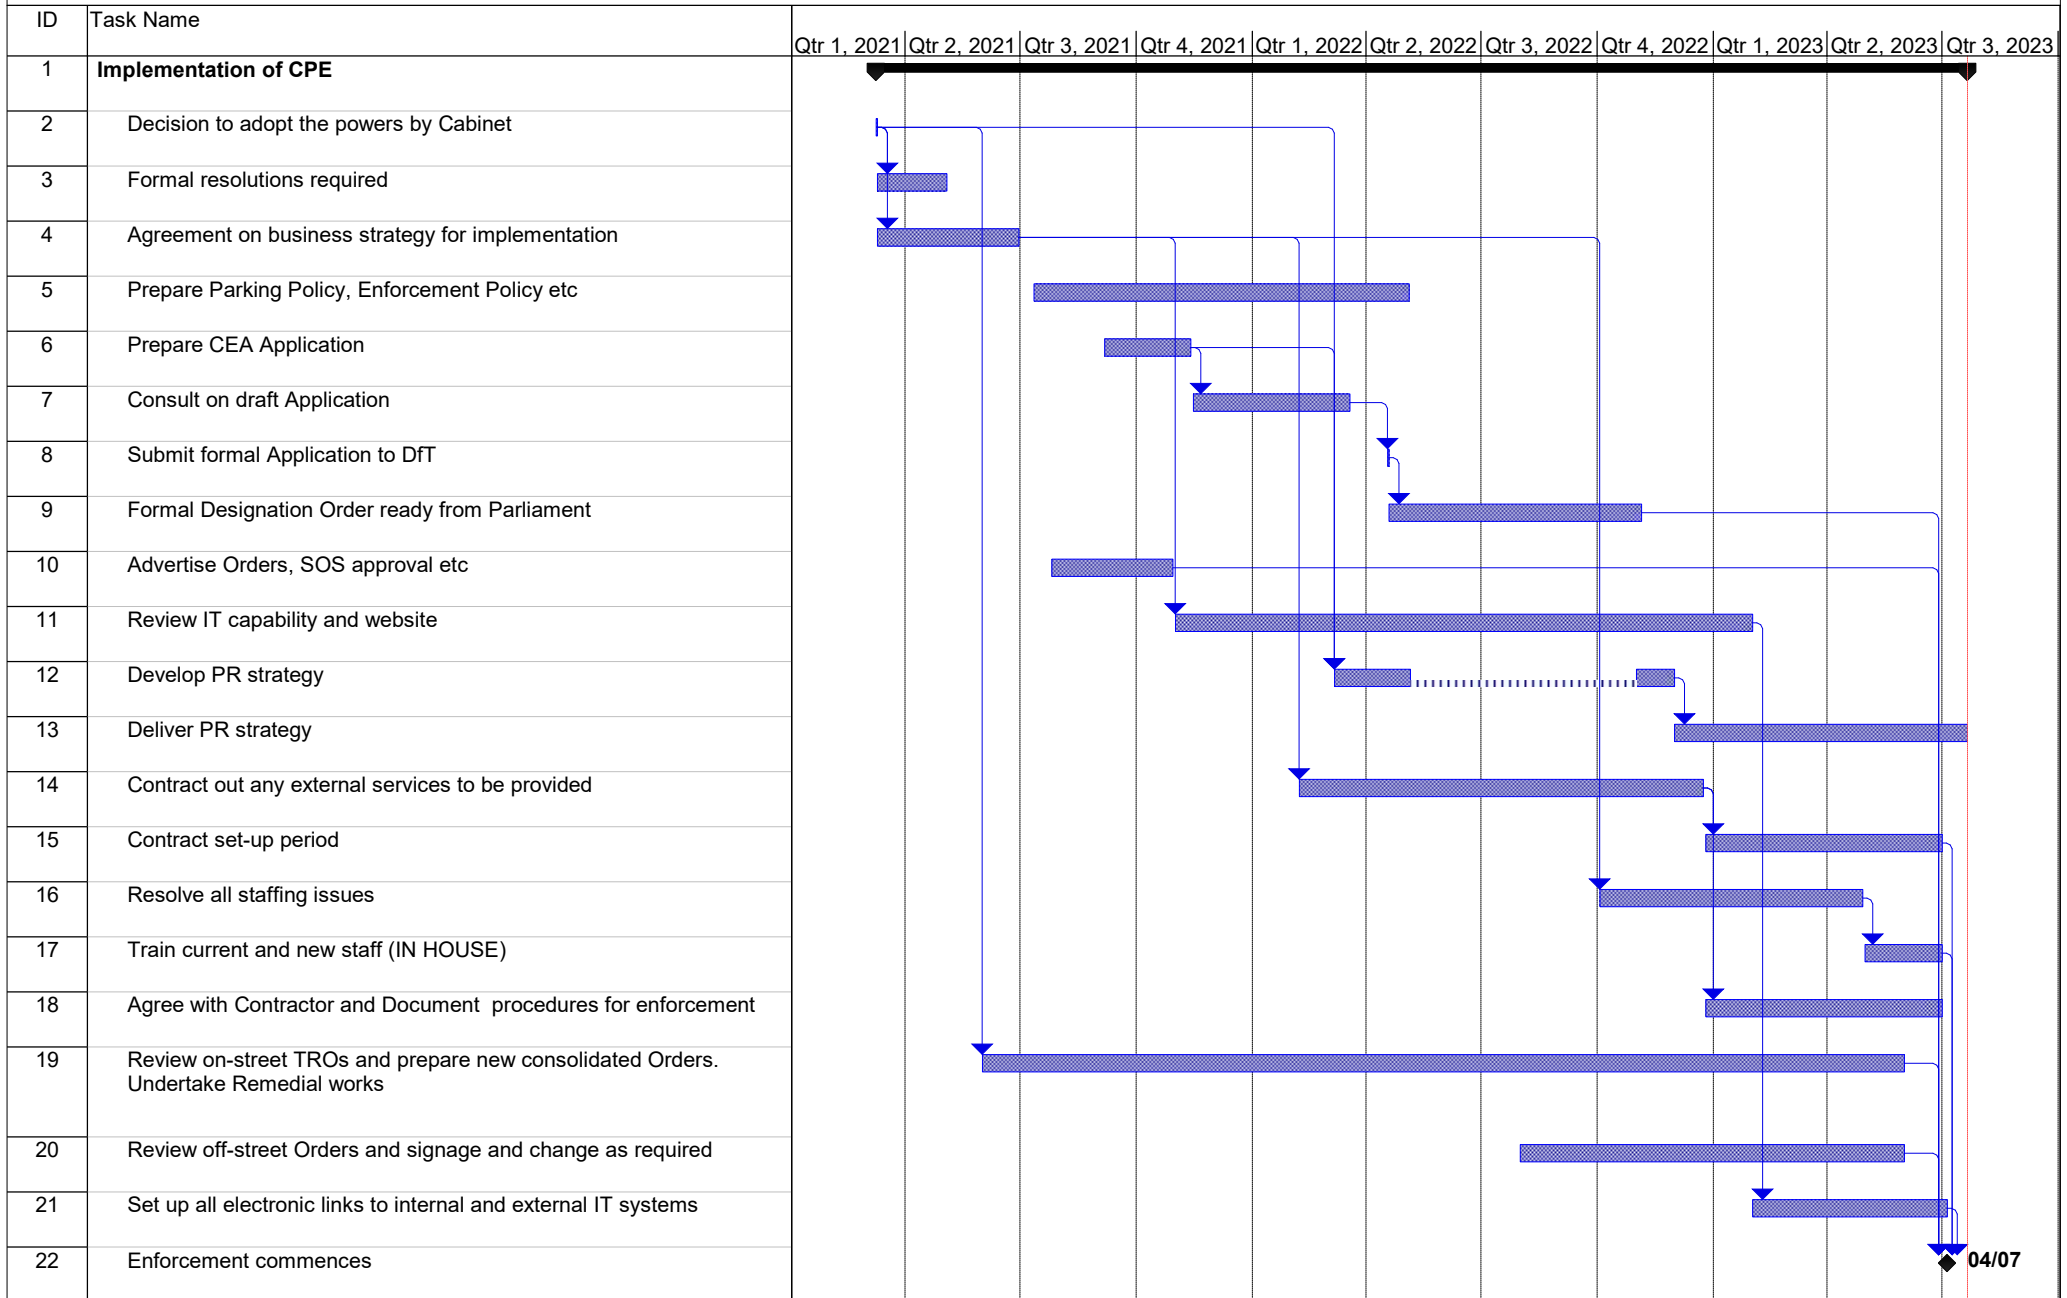 ID Task Name
Qtr 1, 2021 Qtr 2, 2021 Qtr 3, 2021 Qtr 4, 2021 Qtr 1, 2022 Qtr 2, 2022 Qtr 3, 2022 Qtr 4, 2022 Qtr 1, 2023 Qtr 2, 2023 Qtr 3, 2023
1 Implementation of CPE
2 Decision to adopt the powers by Cabinet
3 Formal resolutions required
4 Agreement on business strategy for implementation
5 Prepare Parking Policy, Enforcement Policy etc
6 Prepare CEA Application
7 Consult on draft Application
8 Submit formal Application to DfT
9 Formal Designation Order ready from Parliament
10 Advertise Orders, SOS approval etc
11 Review IT capability and website
12 Develop PR strategy
13 Deliver PR strategy
14 Contract out any external services to be provided
15 Contract set-up period
16 Resolve all staffing issues
17 Train current and new staff (IN HOUSE)
18 Agree with Contractor and Document  procedures for enforcement
19 Review on-street TROs and prepare new consolidated Orders.
Undertake Remedial works
20 Review off-street Orders and signage and change as required
21 Set up all electronic links to internal and external IT systems
22 Enforcement commences 04/07